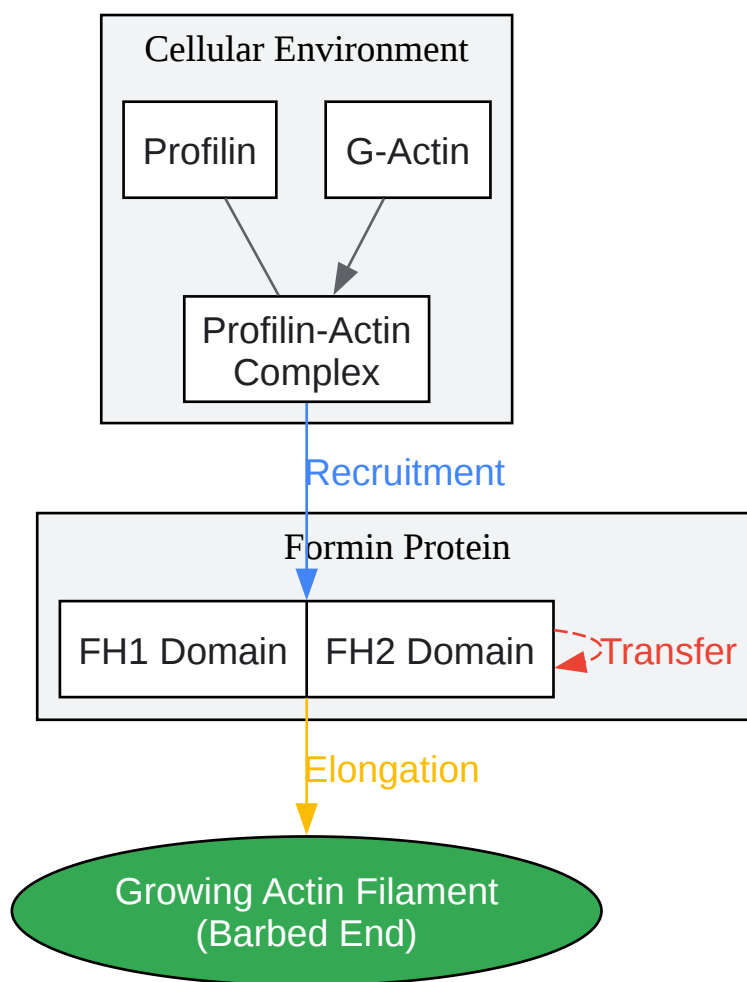 Cellular Environment
Profilin
G-Actin
Profilin-Actin
Complex
Recruitment
Formin Protein
FH1 Domain
FH2 Domain
Transfer
Elongation
Growing Actin Filament
(Barbed End)